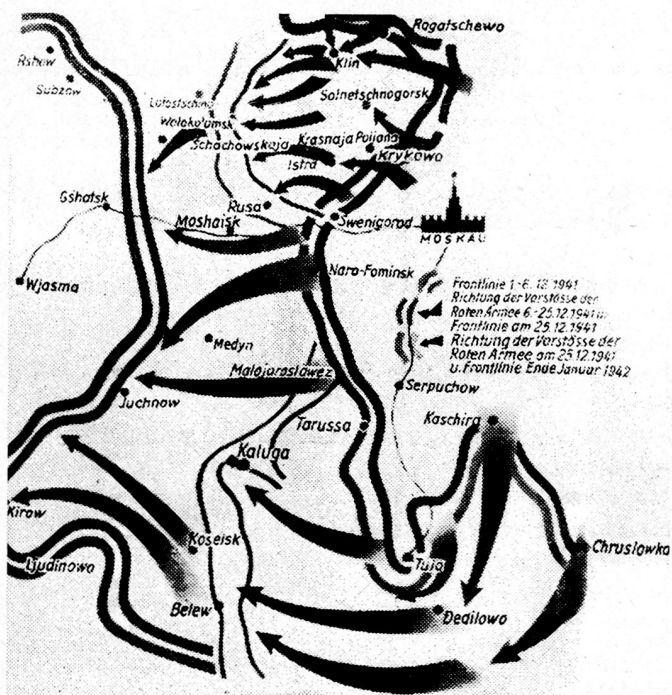 Rogatschewo
Rshew
Klin
Subzow
Solnetschnogorsk
Lotostschino
Wolokolamsk
Schachowskaja
Krasnaja Poljana
Krykowo
Istra
Gshatsk
Rusa
Swenigorod
Moshaisk
MOSKAU
Wjasma
Naro-Fominsk
Frontlinie 1.-6.12.1941
Richtung der Vorstösse der
Roten Armee 6.-25.12.1941 u.
Frontlinie am 25.12.1941
Richtung der Vorstösse der
Roten Armee am 25.12.1941
u. Frontlinie Ende Januar 1942
Medyn
Malojaroslawez
Serpuchow
Juchnow
Kaschira
Tarussa
Kaluga
Kirow
Koselsk
Tula
Chruslowka
Ljudinowo
Belew
Dedilowo